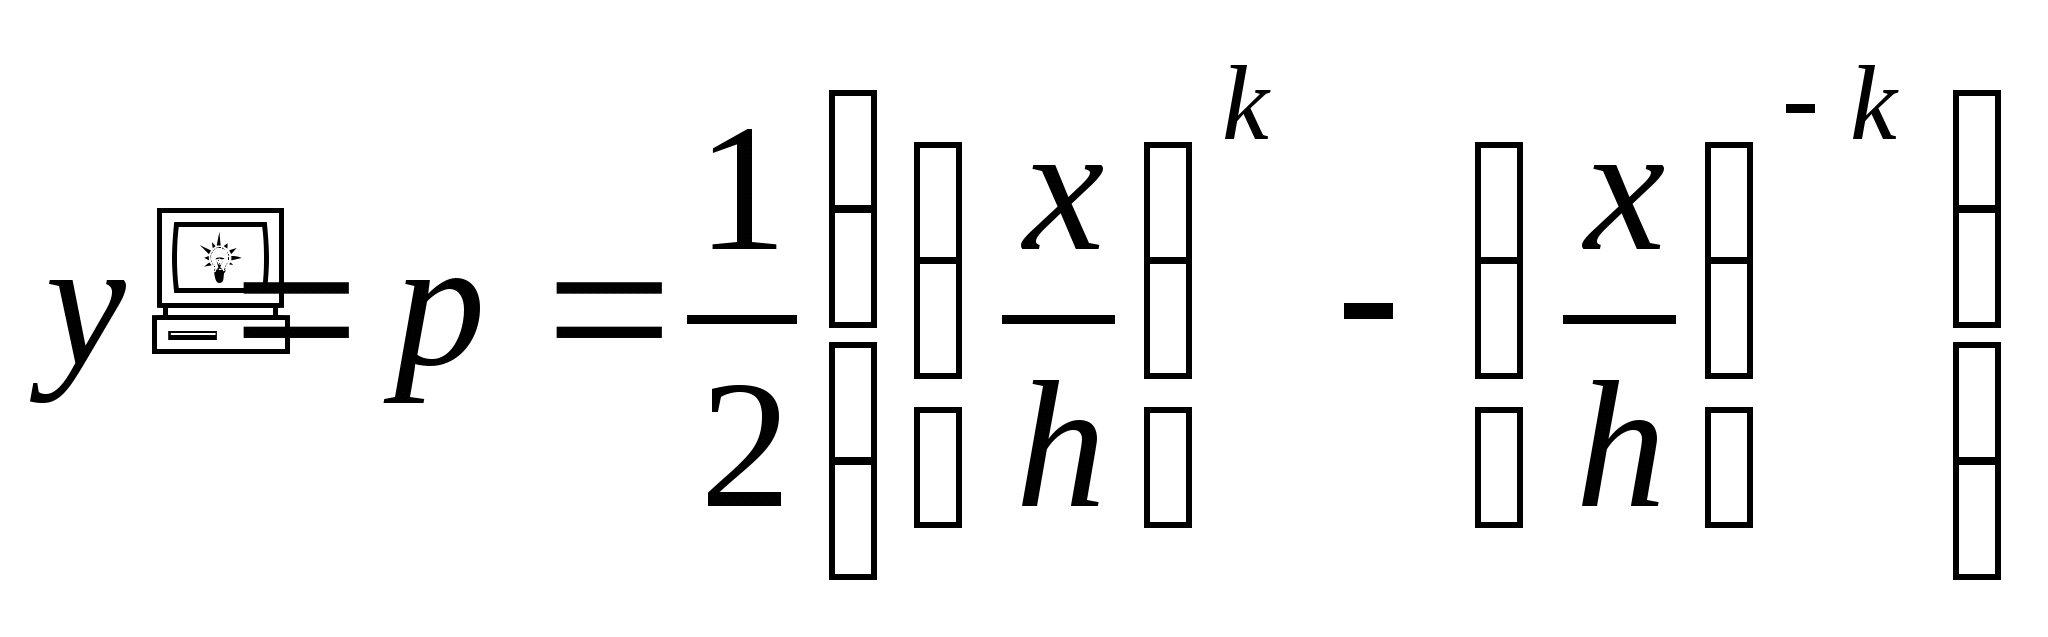 y = p = 1/2 [ (x/h)^k - (x/h)^-k ]